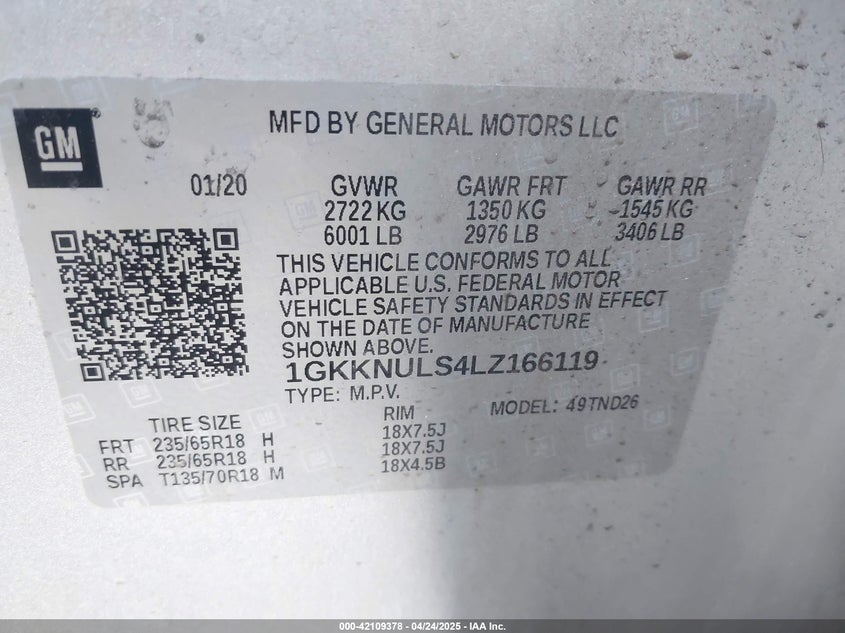 GM
MFD BY GENERAL MOTORS LLC
01/20 GVWR GAWR FRT GAWR RR
2722 KG 1350 KG 1545 KG
6001 LB 2976 LB 3406 LB
THIS VEHICLE CONFORMS TO ALL
APPLICABLE U.S. FEDERAL MOTOR
VEHICLE SAFETY STANDARDS IN EFFECT
ON THE DATE OF MANUFACTURE
SHOWN ABOVE.
1GKKNULS4LZ166119
TYPE: M.P.V. MODEL: 49TND26
TIRE SIZE RIM
FRT 235/65R18 H 18X7.5J
RR 235/65R18 H 18X7.5J
SPA T135/70R18 M 18X4.5B
000-42109378 - 04/24/2025 - IAA Inc.